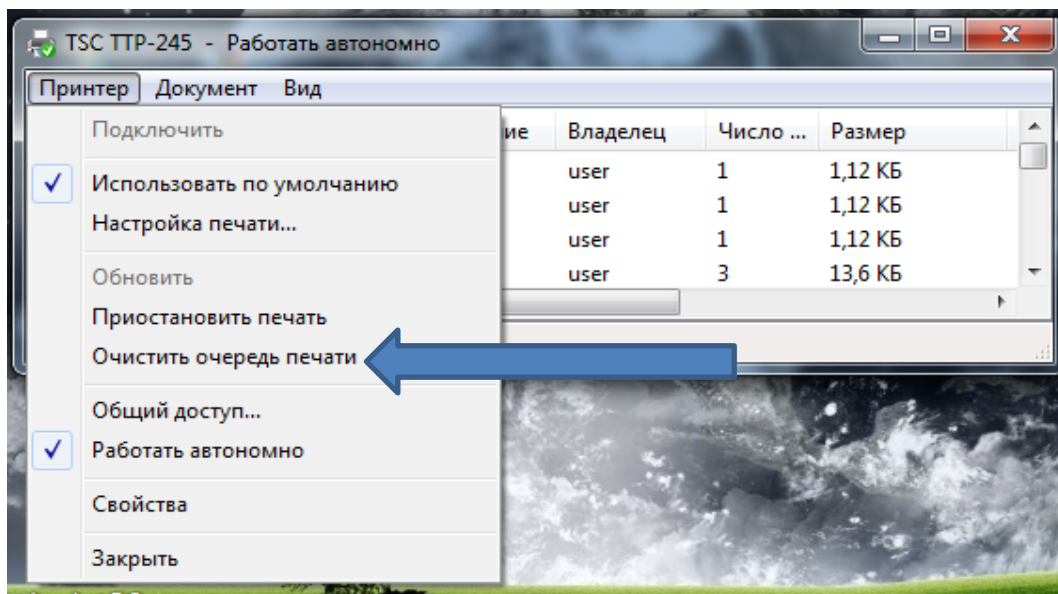 TSC TTP-245 - Работать автономно
Принтер Документ Вид
Подключить
Использовать по умолчанию
Настройка печати...
Обновить
Приостановить печать
Очистить очередь печати
Общий доступ...
Работать автономно
Свойства
Закрыть
ие Владелец Число ... Размер
user 1 1,12 КБ
user 1 1,12 КБ
user 1 1,12 КБ
user 3 13,6 КБ